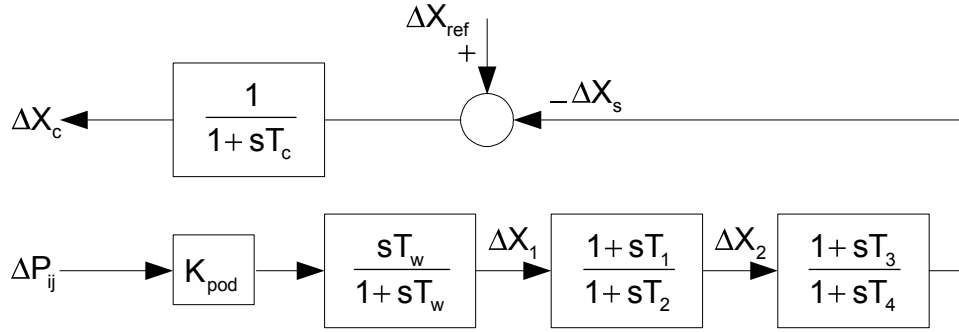 ΔX_ref
+
ΔX_c
1
1 + sT_c
− ΔX_s
ΔP_ij
K_pod
sT_w
1 + sT_w
ΔX_1
1 + sT_1
1 + sT_2
ΔX_2
1 + sT_3
1 + sT_4